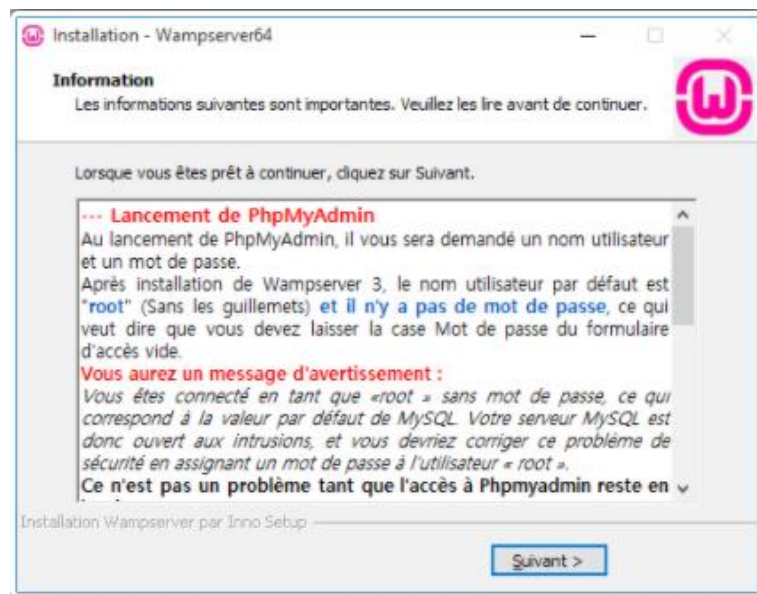 Installation - Wampserver64
Information
Les informations suivantes sont importantes. Veuillez les lire avant de continuer.
Lorsque vous êtes prêt à continuer, cliquez sur Suivant.
--- Lancement de PhpMyAdmin
Au lancement de PhpMyAdmin, il vous sera demandé un nom utilisateur
et un mot de passe.
Après installation de Wampserver 3, le nom utilisateur par défaut est
"root" (Sans les guillemets) et il n'y a pas de mot de passe, ce qui
veut dire que vous devez laisser la case Mot de passe du formulaire
d'accès vide.
Vous aurez un message d'avertissement :
Vous êtes connecté en tant que «root » sans mot de passe, ce qui
correspond à la valeur par défaut de MySQL. Votre serveur MySQL est
donc ouvert aux intrusions, et vous devriez corriger ce problème de
sécurité en assignant un mot de passe à l'utilisateur « root ».
Ce n'est pas un problème tant que l'accès à Phpmyadmin reste en
Installation Wampserver par Inno Setup
Suivant >